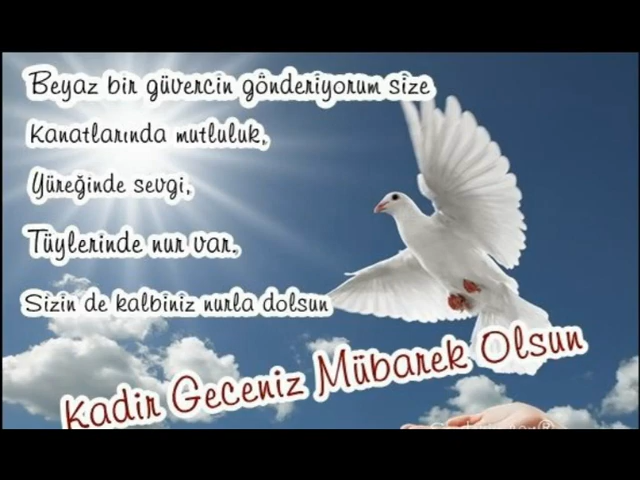 Beyaz bir güvercin gönderiyorum size
Kanatlarında mutluluk,
Yüreğinde sevgi,
Tüylerinde nur var,
Sizin de kalbiniz nurla dolsun
Kadir Geceniz Mübarek Olsun